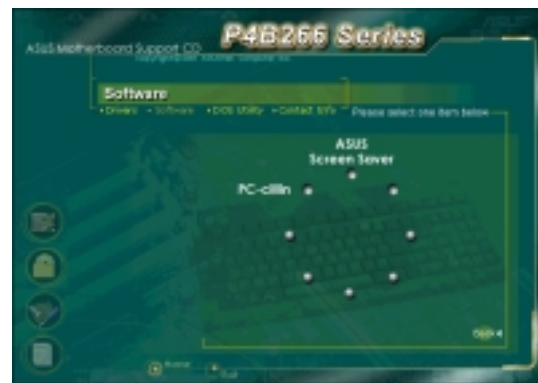 P4B266 Series
ASUS Motherboard Support CD
Software
• Drivers • Software • DOS Utility • Contact Info
Please select one item below
ASUS
Screen Saver
PC-cillin